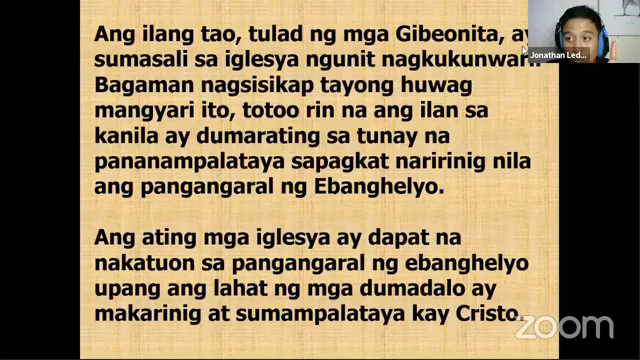 Ang ilang tao, tulad ng mga Gibeonita, ay
Jonathan Led...
sumasali sa iglesya ngunit nagkukunwari.
Bagaman nagsisikap tayong huwag
mangyari ito, totoo rin na ang ilan sa
kanila ay dumarating sa tunay na
pananampalataya sapagkat naririnig nila
ang pangangaral ng Ebanghelyo.
Ang ating mga iglesya ay dapat na
nakatuon sa pangangaral ng ebanghelyo
upang ang lahat ng mga dumadalo ay
makarinig at sumampalataya kay Cristo.
zoom